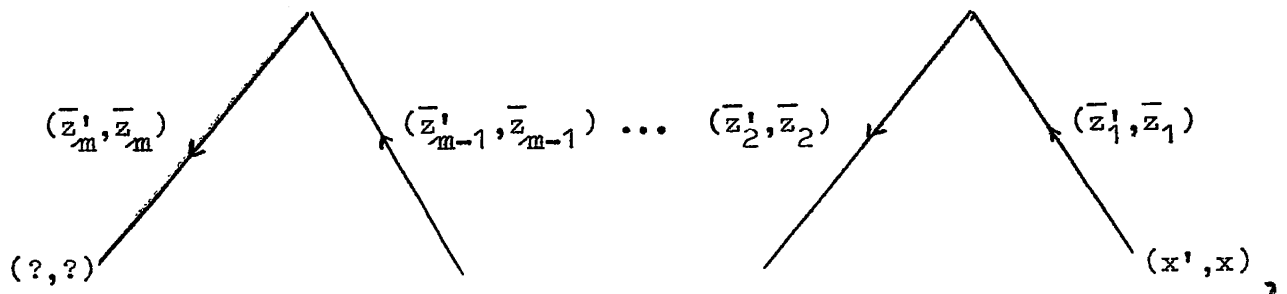 (z̄'ₘ,z̄ₘ) (z̄'ₘ₋₁,z̄ₘ₋₁) ••• (z̄'₂,z̄₂) (z̄'₁,z̄₁)
(?,?) (x',x) ,